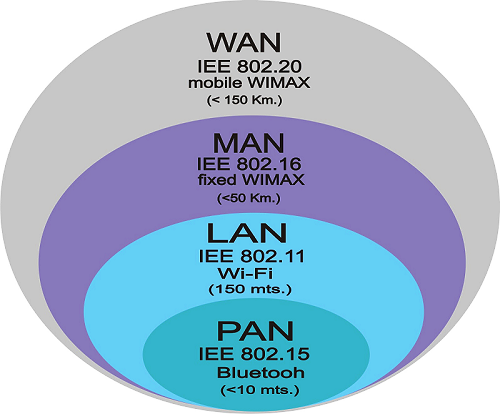 WAN
IEE 802.20
mobile WIMAX
(< 150 Km.)
MAN
IEE 802.16
fixed WIMAX
(<50 Km.)
LAN
IEE 802.11
Wi-Fi
(150 mts.)
PAN
IEE 802.15
Bluetooh
(<10 mts.)